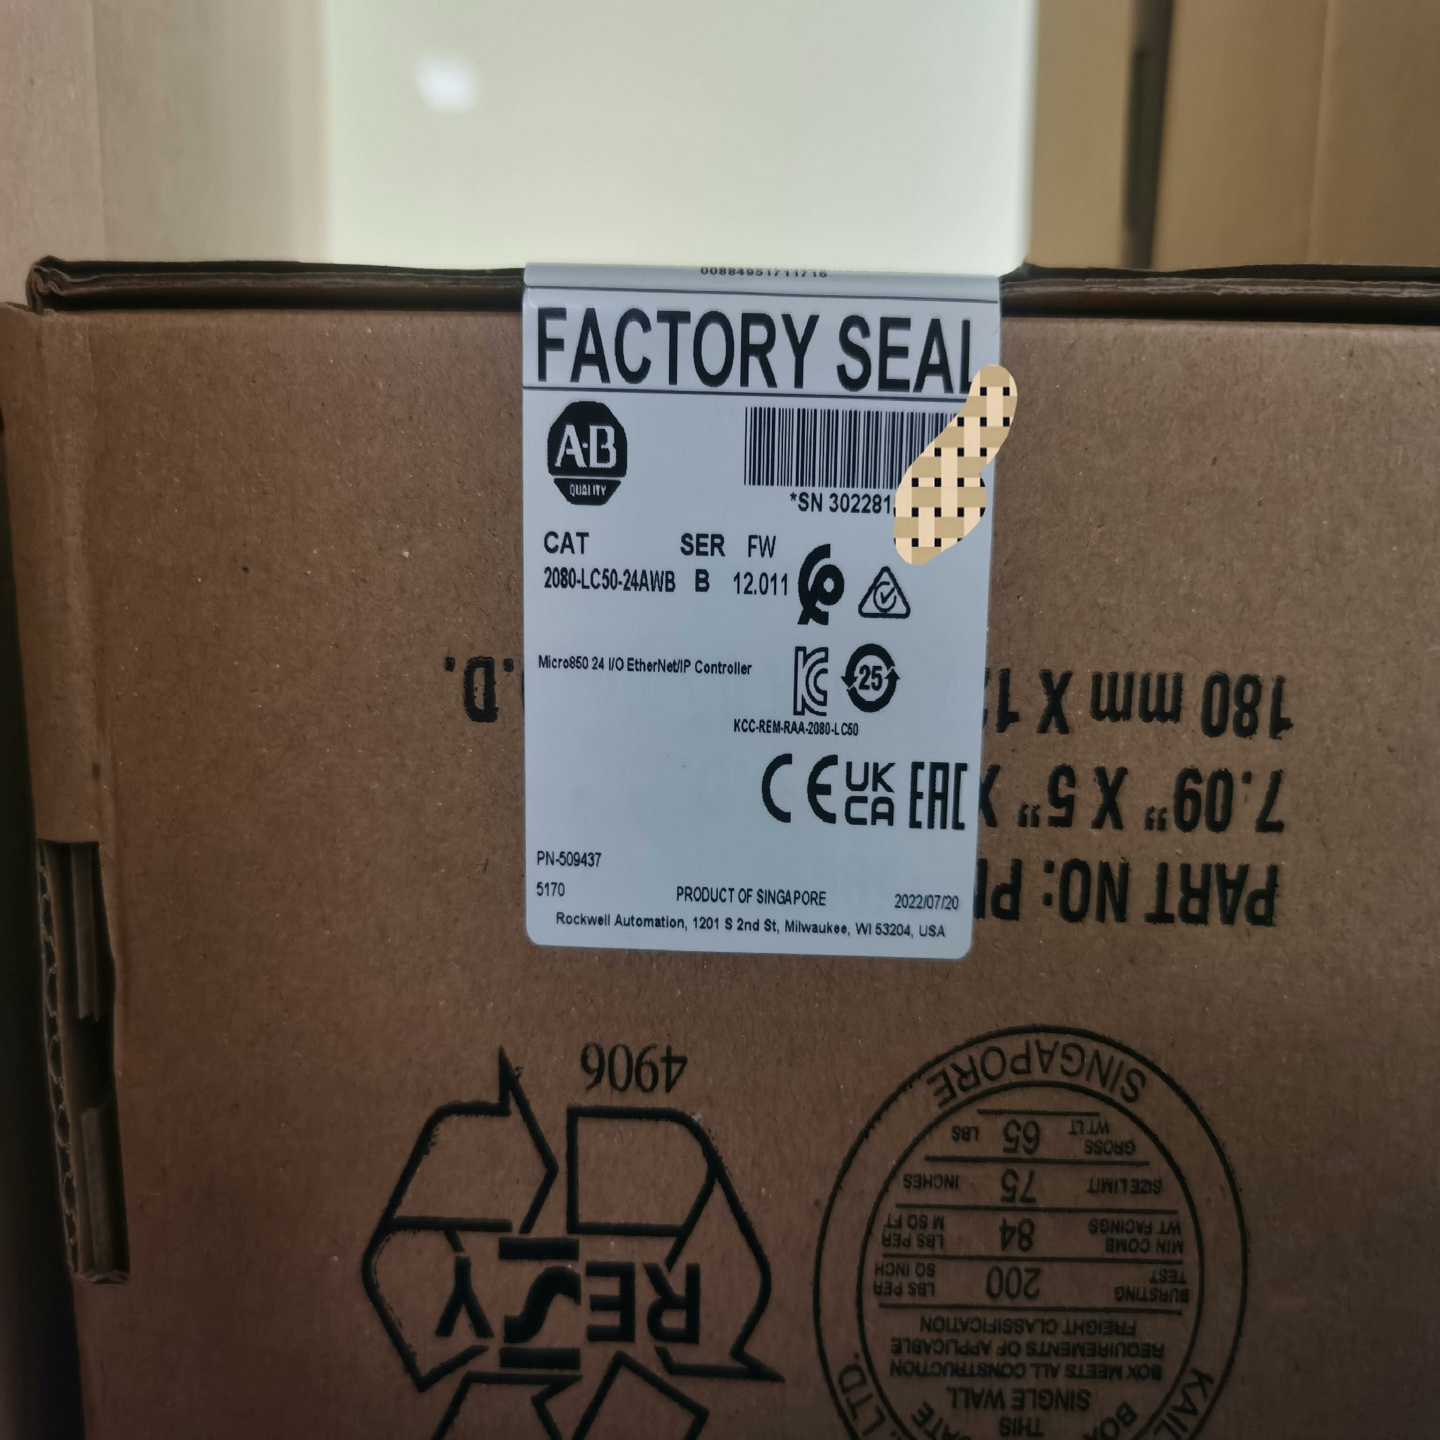 00884951711716
FACTORY SEAL
A·B
QUALITY
*SN 302281
CAT SER FW
2080-LC50-24AWB B 12.011
Micro850 24 I/O EtherNet/IP Controller
25
KCC-REM-RAA-2080-LC50
CE UK CA EAC
PN-509437
5170 PRODUCT OF SINGAPORE 2022/07/20
Rockwell Automation, 1201 S 2nd St, Milwaukee, WI 53204, USA
THIS
SINGLE WALL
BOX MEETS ALL CONSTRUCTION
REQUIREMENTS OF APPLICABLE
FREIGHT CLASSIFICATION
BURSTING TEST 200 LBS PER SQ INCH
MIN COMB WT FACINGS 84 LBS PER M SQ FT
SIZE LIMIT 75 INCHES
GROSS WT LT 65 LBS
SINGAPORE
LTD.
RESY
4906
PART NO:
7.09" X 5" X
180 mm X